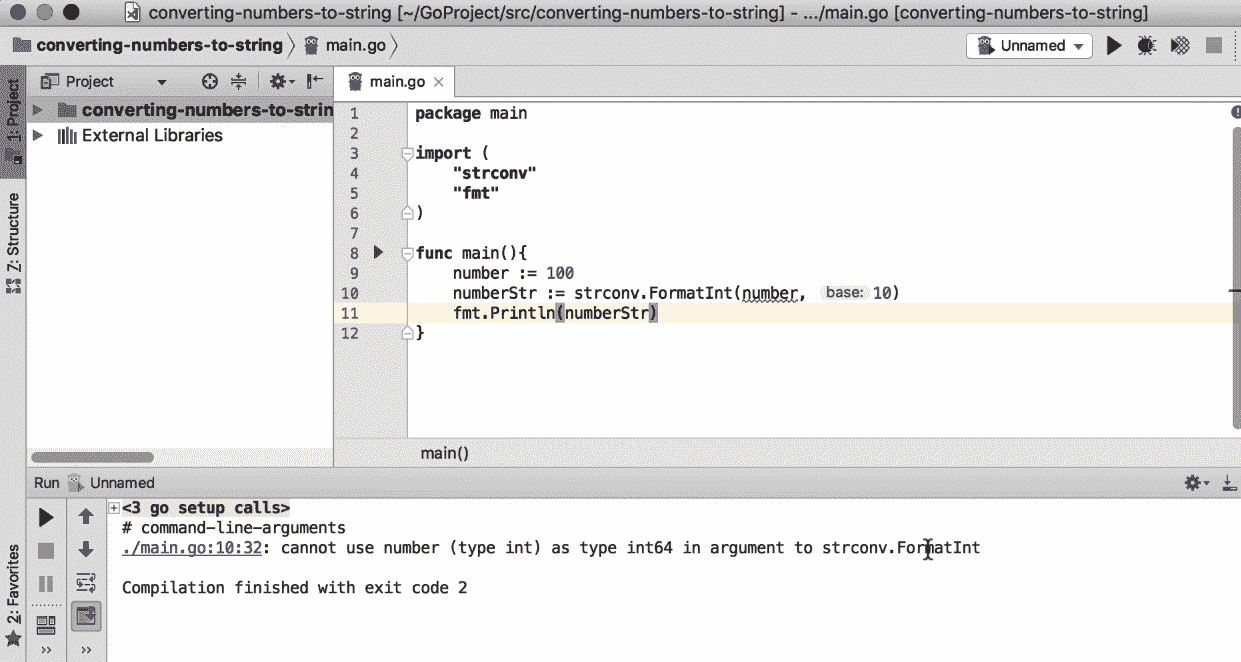 converting-numbers-to-string [~/GoProject/src/converting-numbers-to-string] - .../main.go [converting-numbers-to-string]
converting-numbers-to-string main.go Unnamed
1: Project
Z: Structure
2: Favorites
Project
converting-numbers-to-strin
External Libraries
main.go ×
1 package main
2
3 import (
4 "strconv"
5 "fmt"
6 )
7
8 func main(){
9 number := 100
10 numberStr := strconv.FormatInt(number, base: 10)
11 fmt.Println(numberStr)
12 }
main()
Run Unnamed
<3 go setup calls>
# command-line-arguments
./main.go:10:32: cannot use number (type int) as type int64 in argument to strconv.FormatInt
Compilation finished with exit code 2